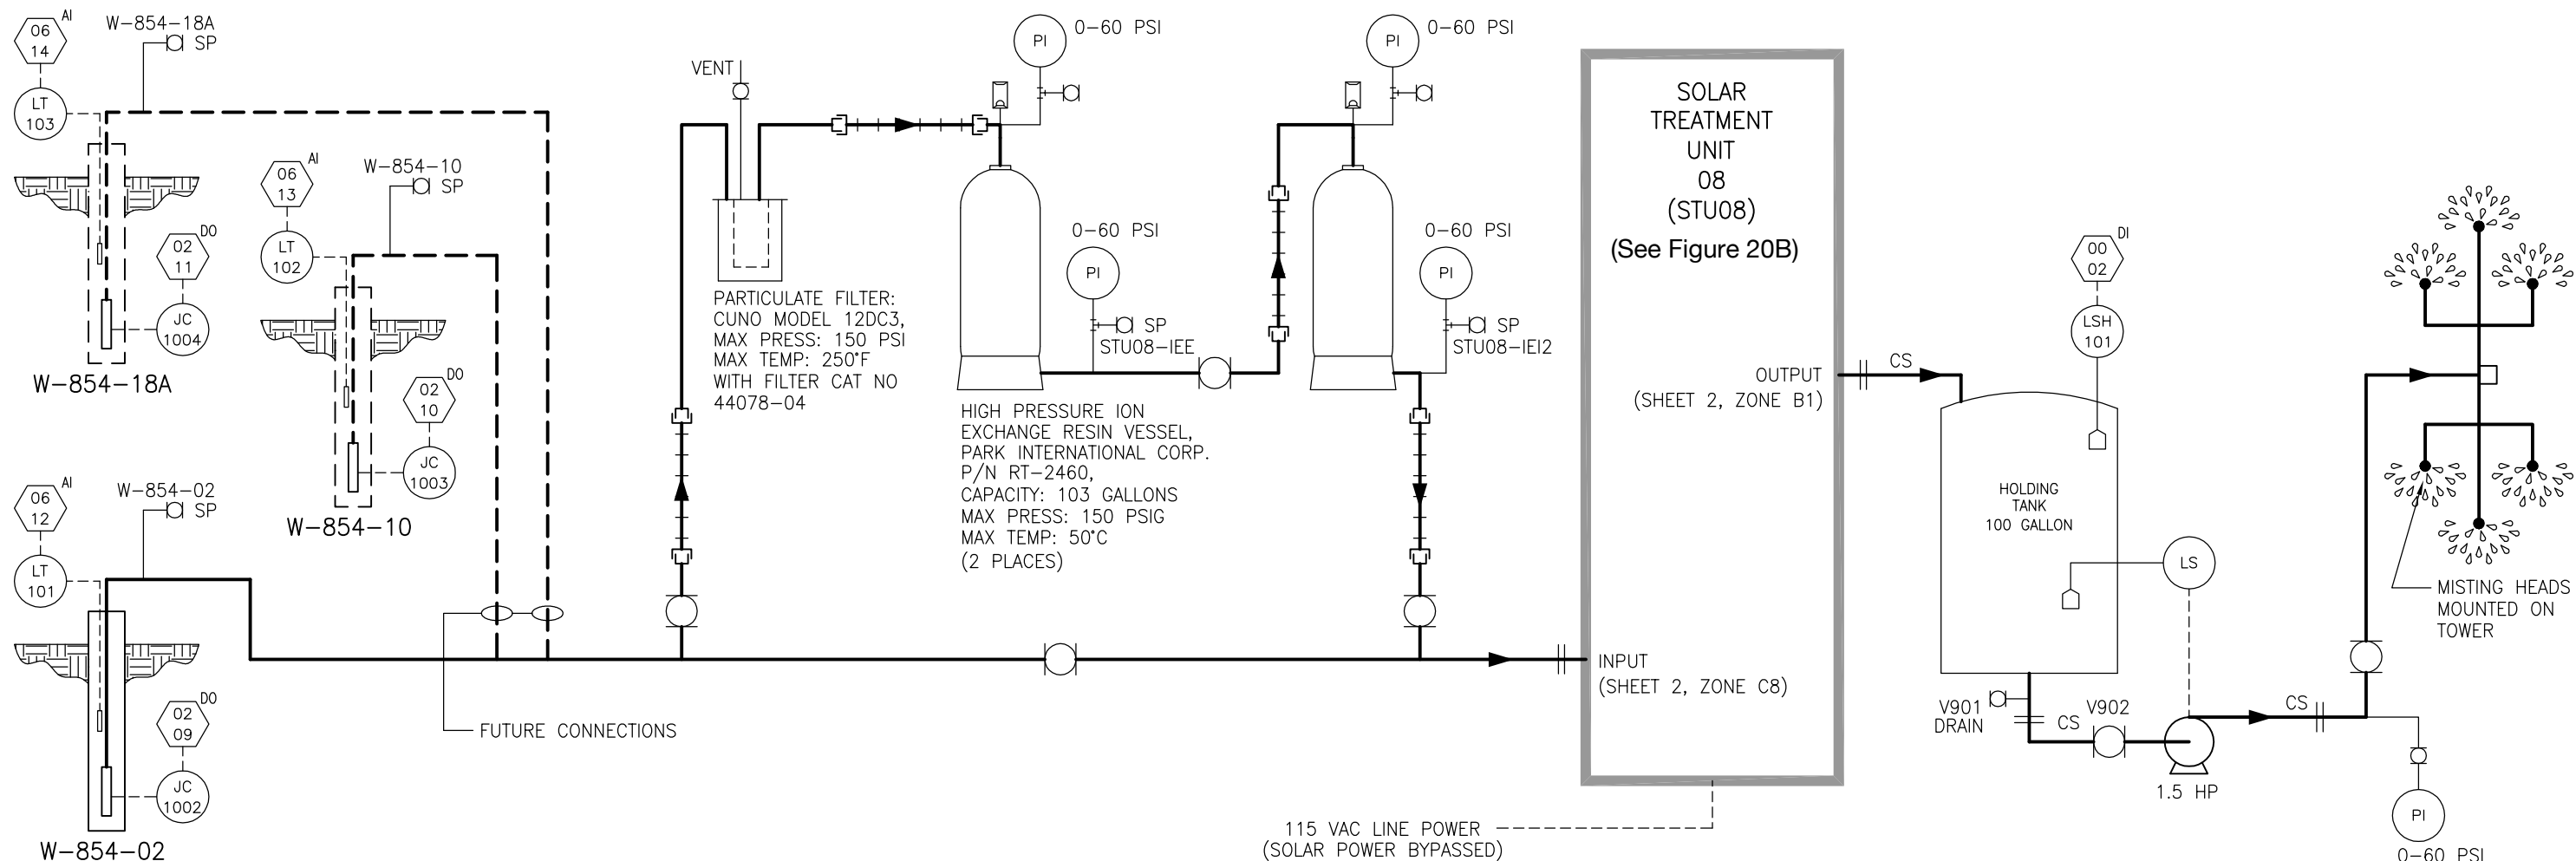 06
14
AI
W-854-18A
SP
LT
103
02
11
DO
JC
1004
W-854-18A
06
13
AI
W-854-10
SP
LT
102
02
10
DO
JC
1003
W-854-10
06
12
AI
W-854-02
SP
LT
101
02
09
DO
JC
1002
W-854-02
FUTURE CONNECTIONS
VENT
PARTICULATE FILTER:
CUNO MODEL 12DC3,
MAX PRESS: 150 PSI
MAX TEMP: 250°F
WITH FILTER CAT NO
44078-04
PI
0-60 PSI
0-60 PSI
PI
SP
STU08-IEE
HIGH PRESSURE ION
EXCHANGE RESIN VESSEL,
PARK INTERNATIONAL CORP.
P/N RT-2460,
CAPACITY: 103 GALLONS
MAX PRESS: 150 PSIG
MAX TEMP: 50°C
(2 PLACES)
PI
0-60 PSI
0-60 PSI
PI
SP
STU08-IEI2
SOLAR
TREATMENT
UNIT
08
(STU08)
(See Figure 20B)
OUTPUT
(SHEET 2, ZONE B1)
INPUT
(SHEET 2, ZONE C8)
115 VAC LINE POWER
(SOLAR POWER BYPASSED)
CS
00
02
DI
LSH
101
HOLDING
TANK
100 GALLON
LS
V901
DRAIN
CS
V902
1.5 HP
CS
PI
0-60 PSI
MISTING HEADS
MOUNTED ON
TOWER